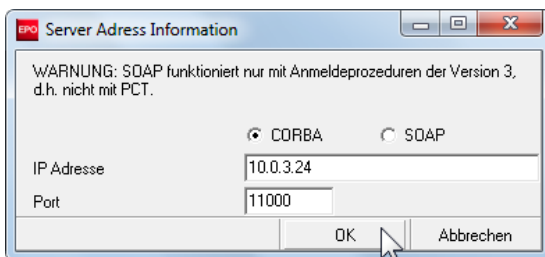 EPO Server Adress Information
WARNUNG: SOAP funktioniert nur mit Anmeldeprozeduren der Version 3,
d.h. nicht mit PCT.
CORBA SOAP
IP Adresse 10.0.3.24
Port 11000
OK Abbrechen